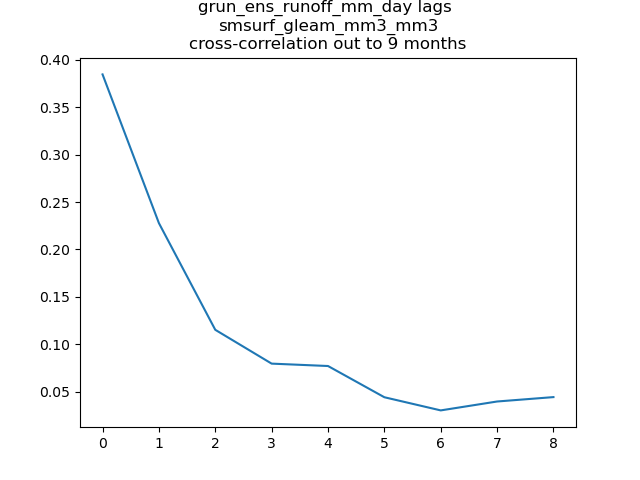 grun_ens_runoff_mm_day lags
smsurf_gleam_mm3_mm3
cross-correlation out to 9 months
0.40
0.35
0.30
0.25
0.20
0.15
0.10
0.05
0 1 2 3 4 5 6 7 8